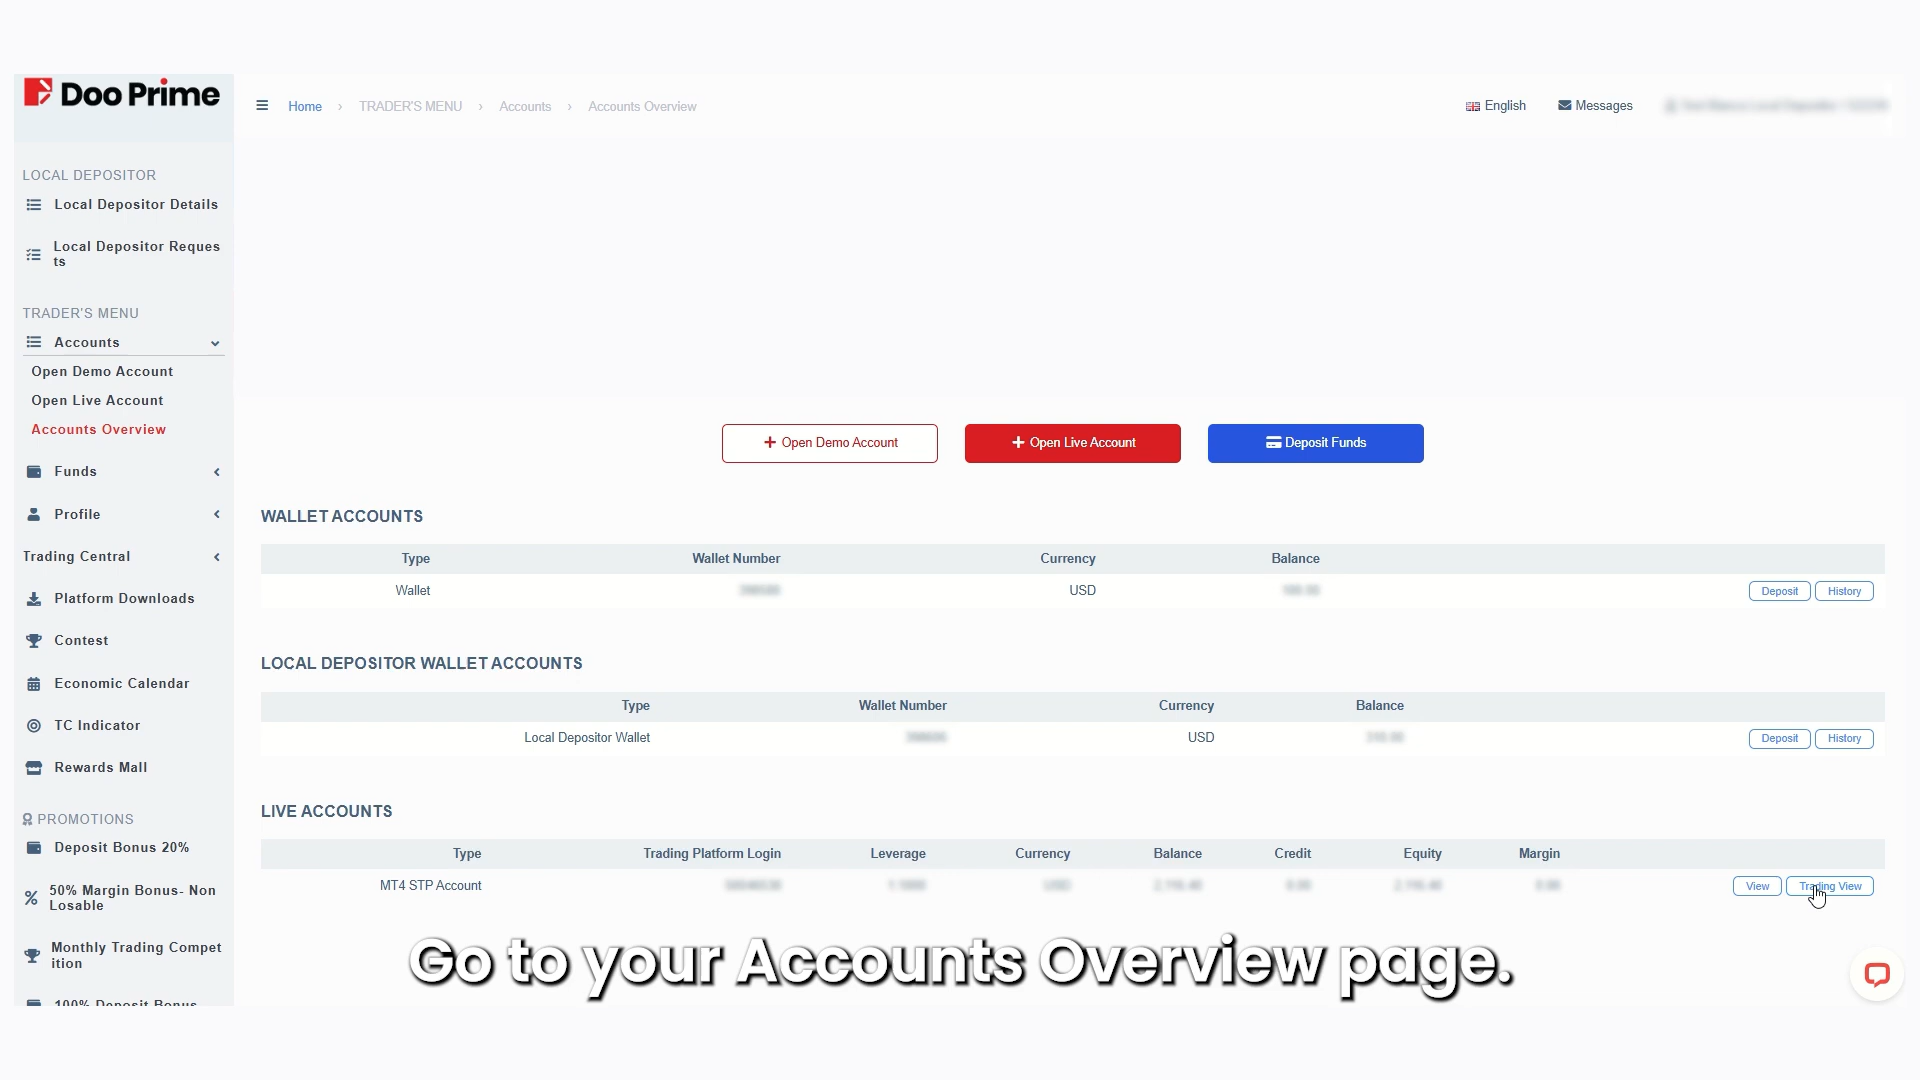 Doo Prime
Home › TRADER'S MENU › Accounts › Accounts Overview
English
Messages
LOCAL DEPOSITOR
Local Depositor Details
Local Depositor Reques
ts
TRADER'S MENU
Accounts
Open Demo Account
Open Live Account
Accounts Overview
Funds
Profile
Trading Central
Platform Downloads
Contest
Economic Calendar
TC Indicator
Rewards Mall
PROMOTIONS
Deposit Bonus 20%
50% Margin Bonus- Non
Losable
Monthly Trading Compet
ition
100% Deposit Bonus
+ Open Demo Account
+ Open Live Account
Deposit Funds
WALLET ACCOUNTS
Type Wallet Number Currency Balance
Wallet USD Deposit History
LOCAL DEPOSITOR WALLET ACCOUNTS
Type Wallet Number Currency Balance
Local Depositor Wallet USD Deposit History
LIVE ACCOUNTS
Type Trading Platform Login Leverage Currency Balance Credit Equity Margin
MT4 STP Account View Trading View
Go to your Accounts Overview page.